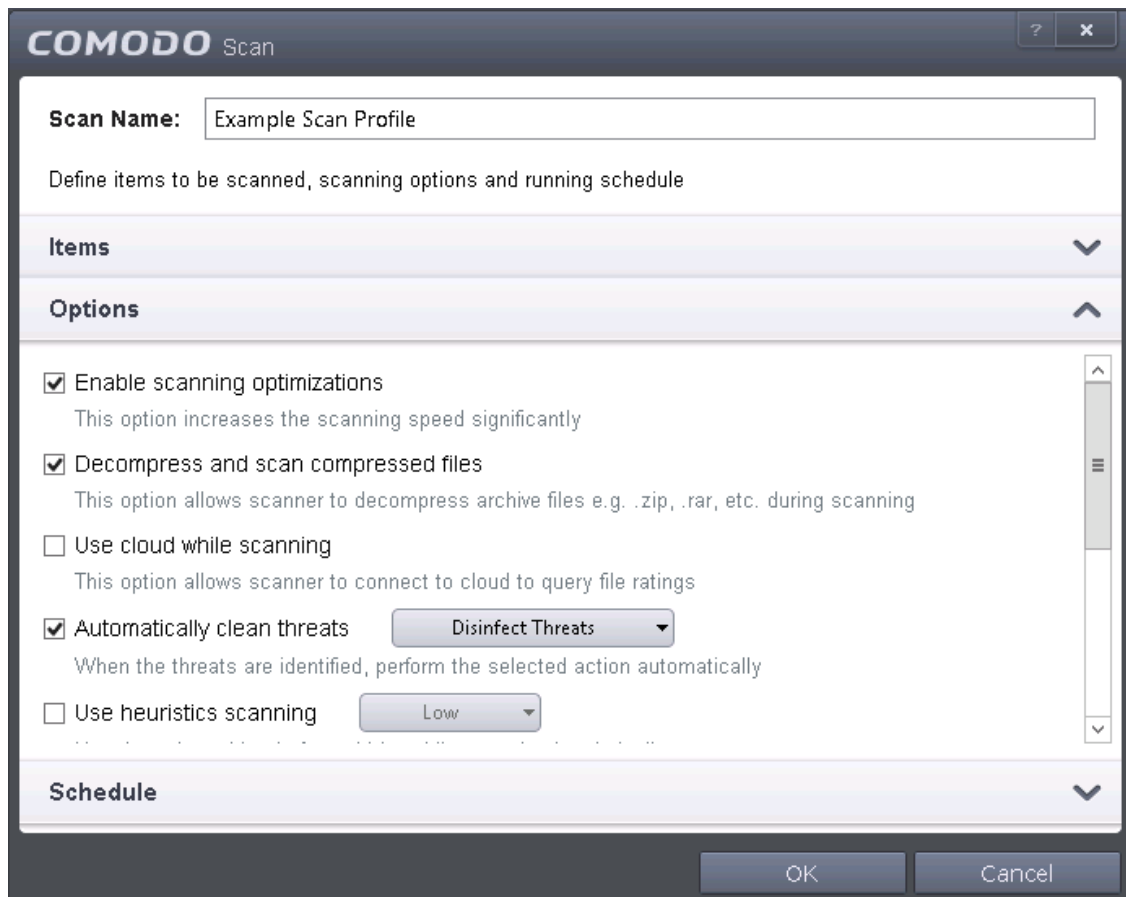 COMODO Scan
?
x
Scan Name: Example Scan Profile
Define items to be scanned, scanning options and running schedule
Items
Options
Enable scanning optimizations
This option increases the scanning speed significantly
Decompress and scan compressed files
This option allows scanner to decompress archive files e.g. .zip, .rar, etc. during scanning
Use cloud while scanning
This option allows scanner to connect to cloud to query file ratings
Automatically clean threats Disinfect Threats
When the threats are identified, perform the selected action automatically
Use heuristics scanning Low
Schedule
OK Cancel